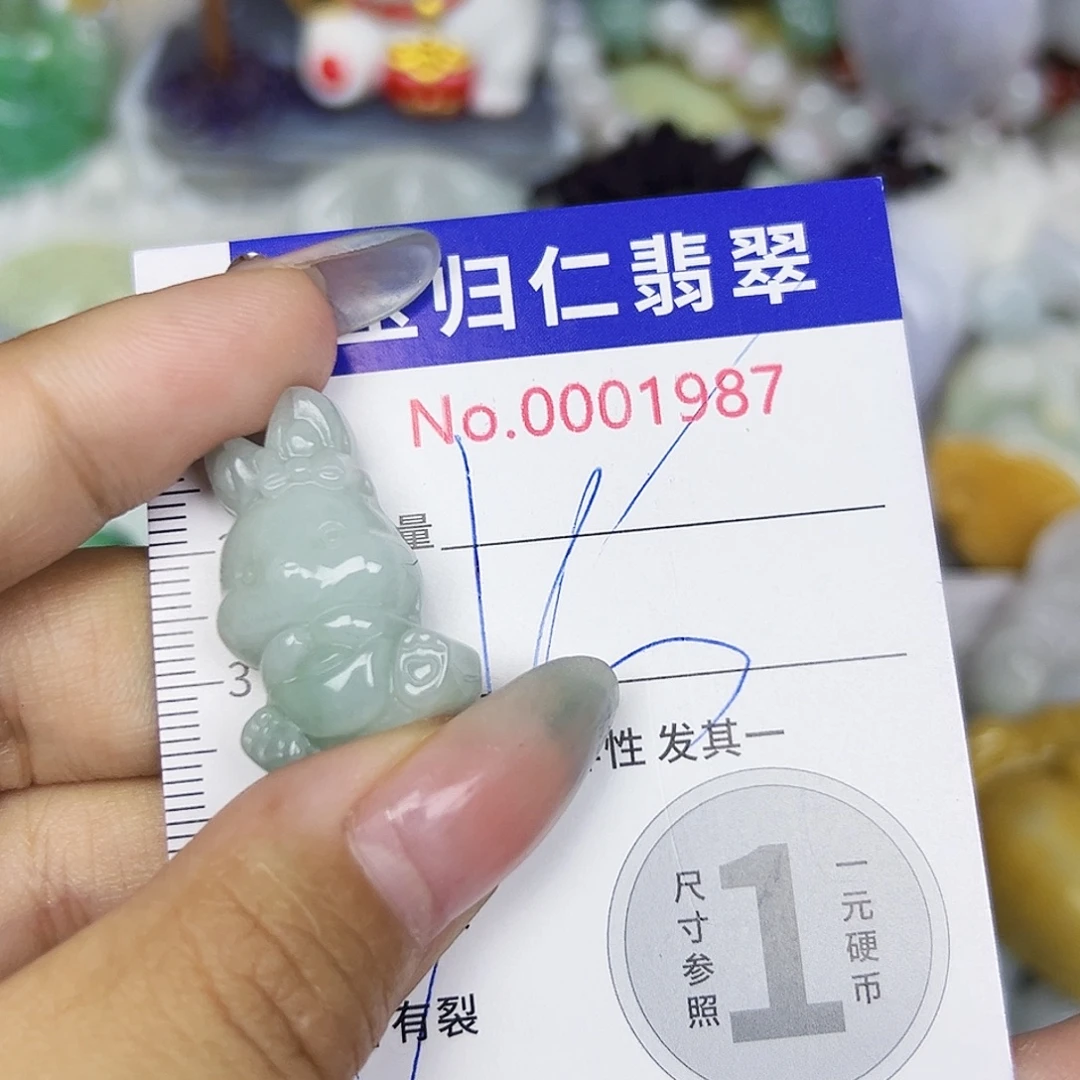 归仁翡翠
No.0001987
量
3
性 发其一
尺寸参照
1
一元硬币
有裂